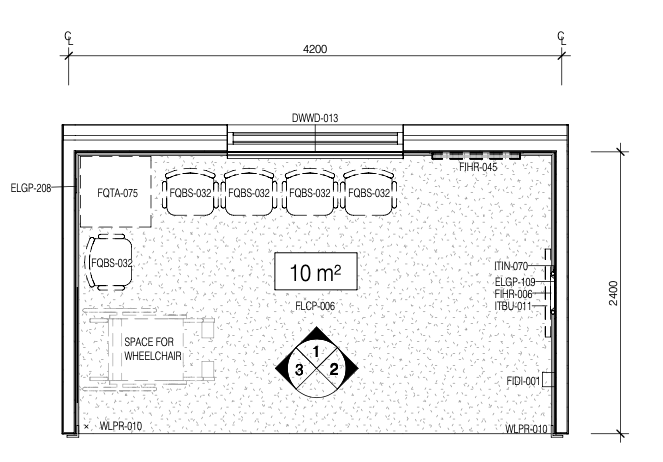 ℄
℄
4200
DWWD-013
FIHR-045
ELGP-208
FQTA-075
FQBS-032
FQBS-032
FQBS-032
FQBS-032
FQBS-032
10 m²
ITIN-070
ELGP-109
FIHR-006
ITBU-011
FLCP-006
2400
SPACE FOR
WHEELCHAIR
1
3
2
FIDI-001
WLPR-010
WLPR-010